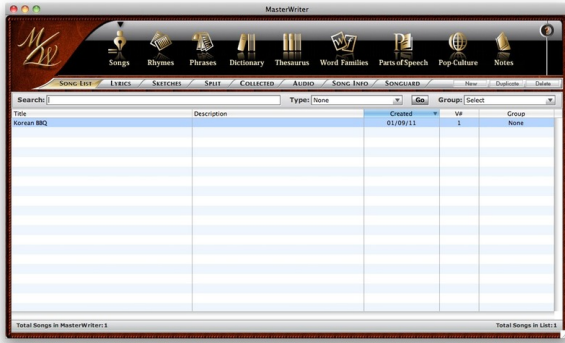 MasterWriter
MW
Songs Rhymes Phrases Dictionary Thesaurus Word Families Parts of Speech Pop-Culture Notes
SONG LIST LYRICS SKETCHES SPLIT COLLECTED AUDIO SONG INFO SONGUARD New Duplicate Delete
Search: Type: None Go Group: Select
Title Description Created V# Group
Korean BBQ 01/09/11 1 None
Total Songs in MasterWriter: 1 Total Songs in List: 1